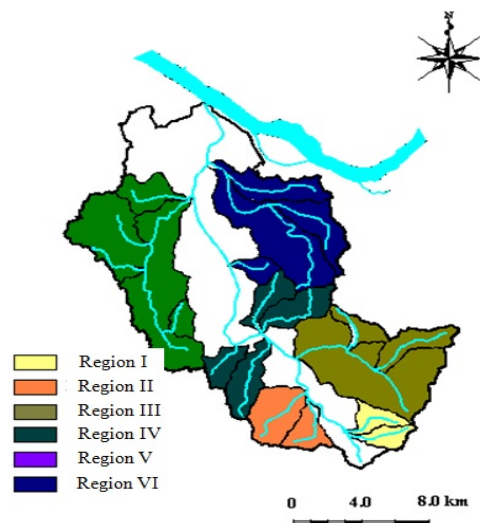 N
Region I
Region II
Region III
Region IV
Region V
Region VI
0 4.0 8.0 km